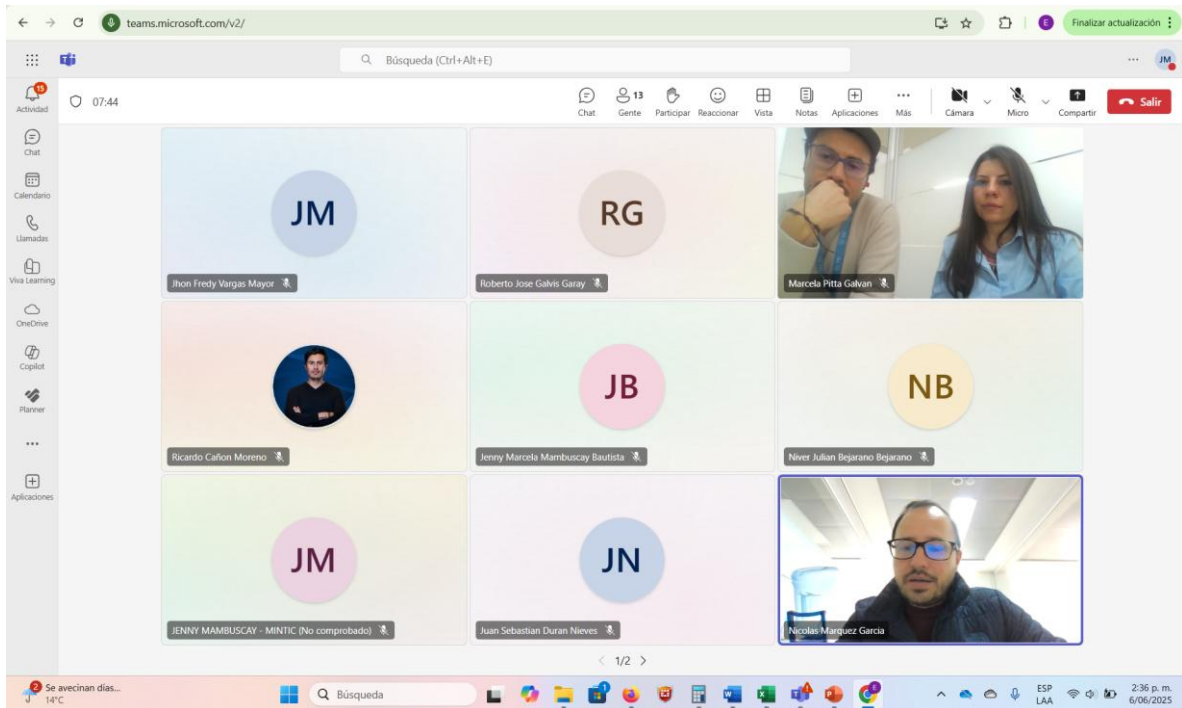 teams.microsoft.com/v2/
E
Finalizar actualización
Búsqueda (Ctrl+Alt+E)
JM
15
Actividad
07:44
Chat
13
Gente
Participar
Reaccionar
Vista
Notas
Aplicaciones
Más
Cámara
Micro
Compartir
Salir
Chat
Calendario
Llamadas
Viva Learning
OneDrive
Copilot
Planner
Aplicaciones
JM
Jhon Fredy Vargas Mayor
RG
Roberto Jose Galvis Garay
Marcela Pitta Galvan
Ricardo Cañon Moreno
JB
Jenny Marcela Mambuscay Bautista
NB
Niver Julian Bejarano Bejarano
JM
JENNY MAMBUSCAY - MINTIC (No comprobado)
JN
Juan Sebastian Duran Nieves
Nicolas Marquez Garcia
1/2
2
Se avecinan días...
14°C
Búsqueda
ESP
LAA
2:36 p. m.
6/06/2025